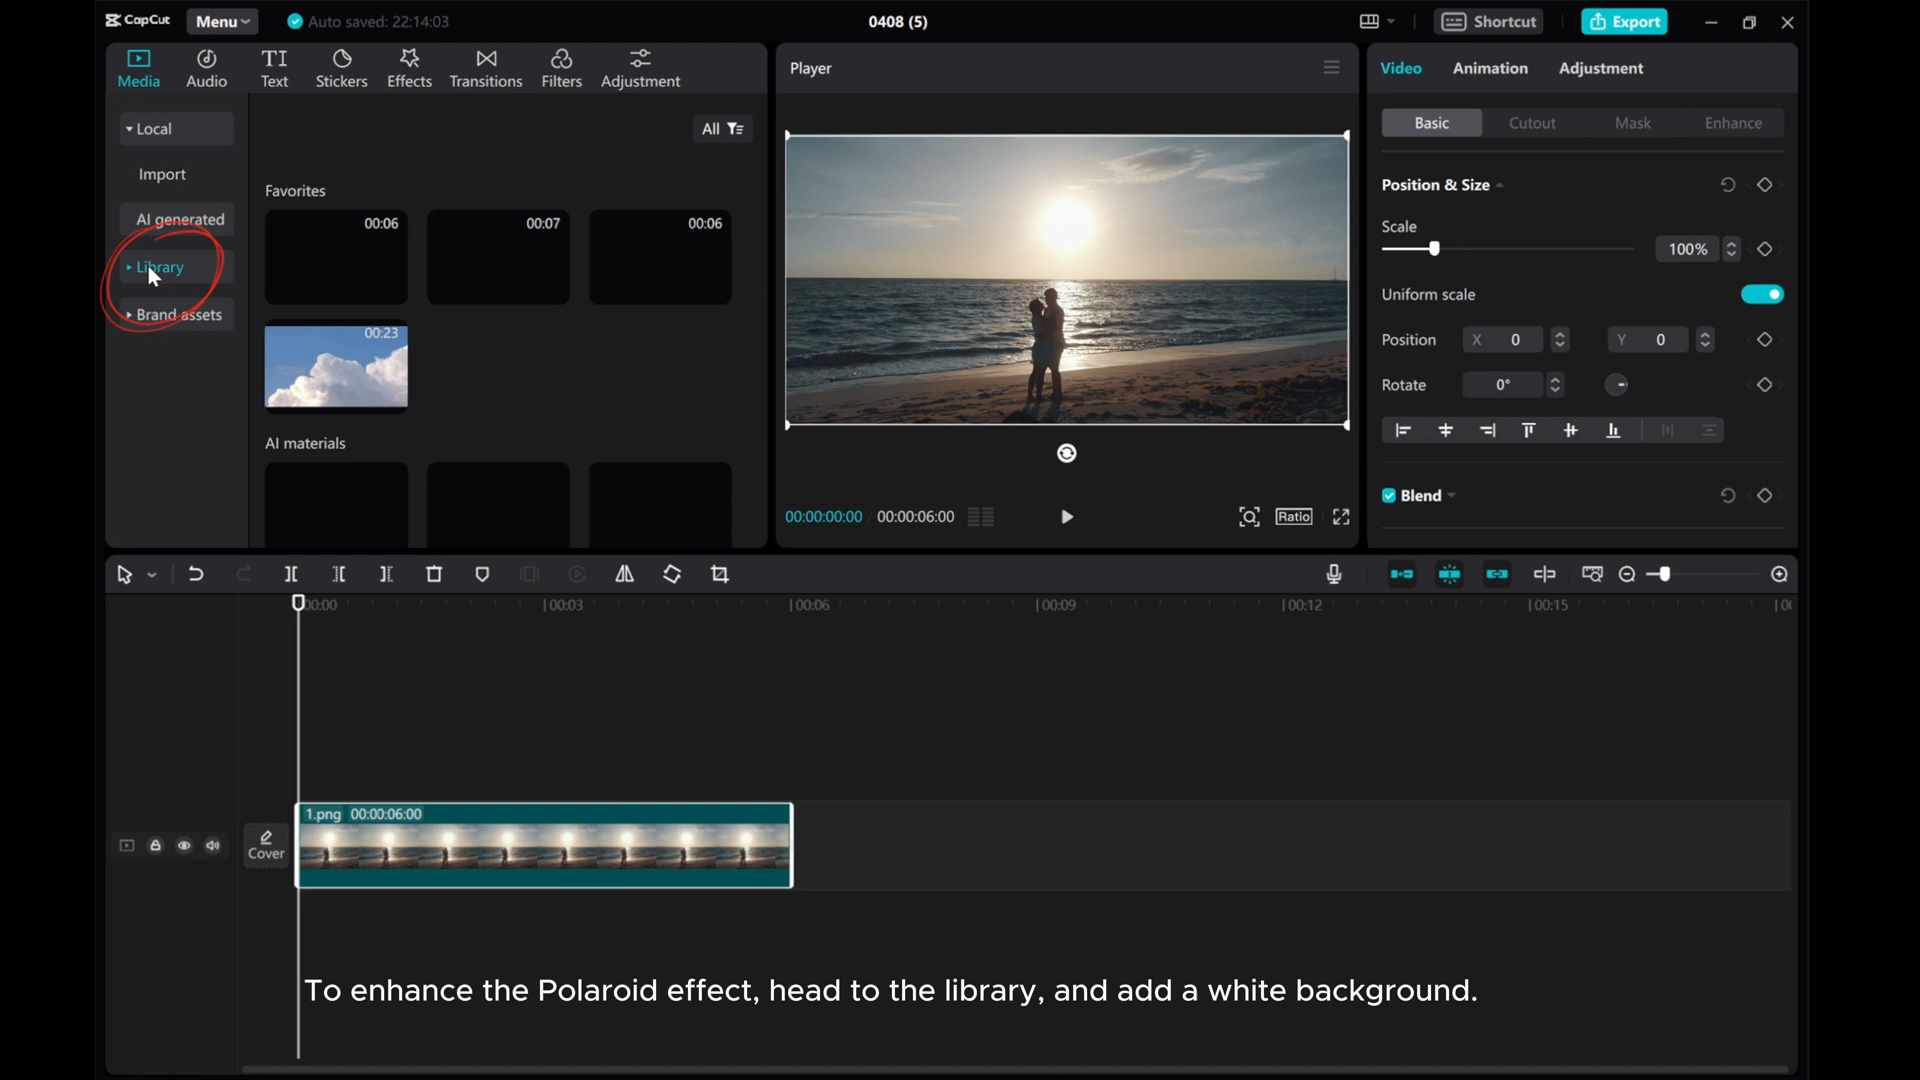 CapCut
Menu
Auto saved: 22:14:03
0408 (5)
Shortcut
Export
Media
Audio
TI
Text
Stickers
Effects
Transitions
Filters
Adjustment
Local
Import
AI generated
Library
Brand assets
All
Favorites
00:06
00:07
00:06
00:23
AI materials
Player
00:00:00:00
00:00:06:00
Ratio
Video
Animation
Adjustment
Basic
Cutout
Mask
Enhance
Position & Size
Scale
100%
Uniform scale
Position
X 0
Y 0
Rotate
0°
Blend
00:00
00:03
00:06
00:09
00:12
00:15
Cover
1.png 00:00:06:00
To enhance the Polaroid effect, head to the library, and add a white background.